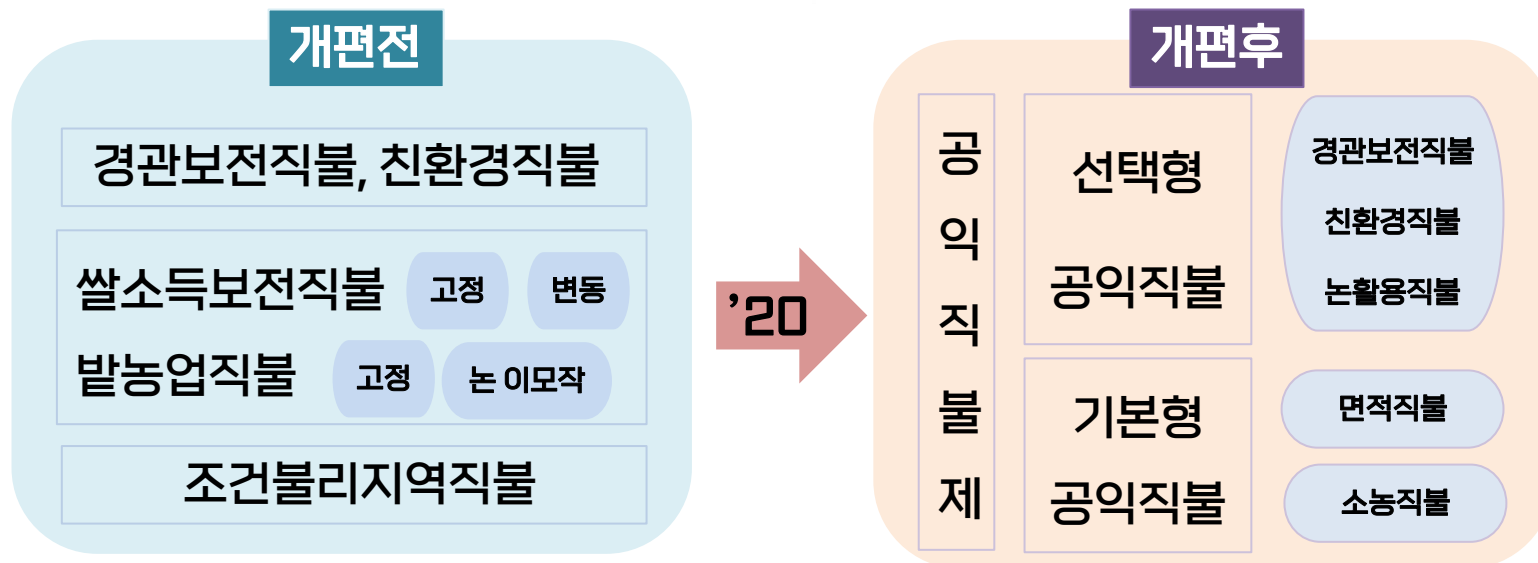 개편전
경관보전직불, 친환경직불
쌀소득보전직불 고정 변동
밭농업직불 고정 논 이모작
조건불리지역직불
’20
개편후
공
익
직
불
제
선택형
공익직불
경관보전직불
친환경직불
논활용직불
기본형
공익직불
면적직불
소농직불